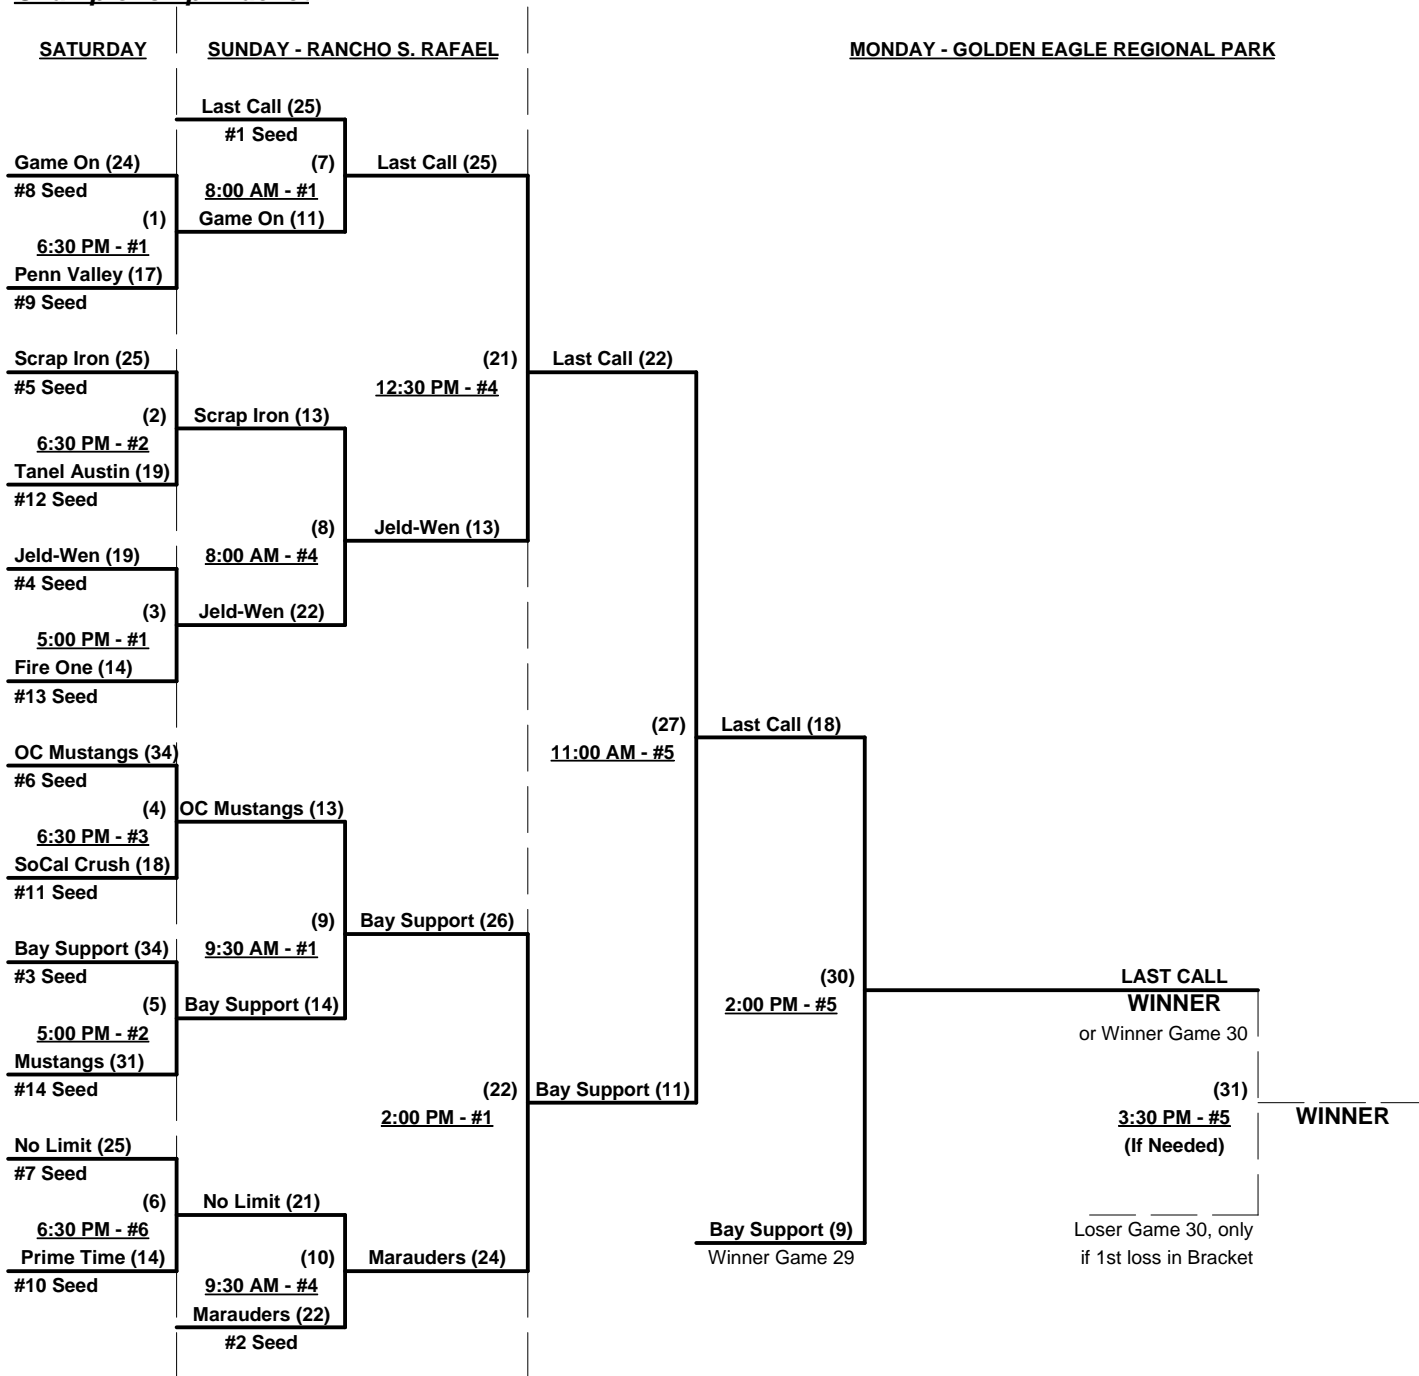 SATURDAY
SUNDAY - RANCHO S. RAFAEL
MONDAY - GOLDEN EAGLE REGIONAL PARK
Last Call (25)
#1 Seed
Game On (24)
(7)
Last Call (25)
#8 Seed
8:00 AM - #1
(1)
Game On (11)
6:30 PM - #1
Penn Valley (17)
#9 Seed
Scrap Iron (25)
(21)
Last Call (22)
#5 Seed
12:30 PM - #4
(2)
Scrap Iron (13)
6:30 PM - #2
Tanel Austin (19)
#12 Seed
(8)
Jeld-Wen (13)
Jeld-Wen (19)
8:00 AM - #4
#4 Seed
(3)
Jeld-Wen (22)
5:00 PM - #1
Fire One (14)
#13 Seed
(27)
Last Call (18)
OC Mustangs (34)
11:00 AM - #5
#6 Seed
(4)
OC Mustangs (13)
6:30 PM - #3
SoCal Crush (18)
#11 Seed
(9)
Bay Support (26)
Bay Support (34)
9:30 AM - #1
#3 Seed
(30)
LAST CALL
(5)
Bay Support (14)
2:00 PM - #5
WINNER
5:00 PM - #2
or Winner Game 30
Mustangs (31)
#14 Seed
(22)
Bay Support (11)
(31)
2:00 PM - #1
3:30 PM - #5
WINNER
No Limit (25)
(If Needed)
#7 Seed
(6)
No Limit (21)
6:30 PM - #6
Bay Support (9)
Loser Game 30, only
Prime Time (14)
(10)
Marauders (24)
Winner Game 29
if 1st loss in Bracket
#10 Seed
9:30 AM - #4
Marauders (22)
#2 Seed